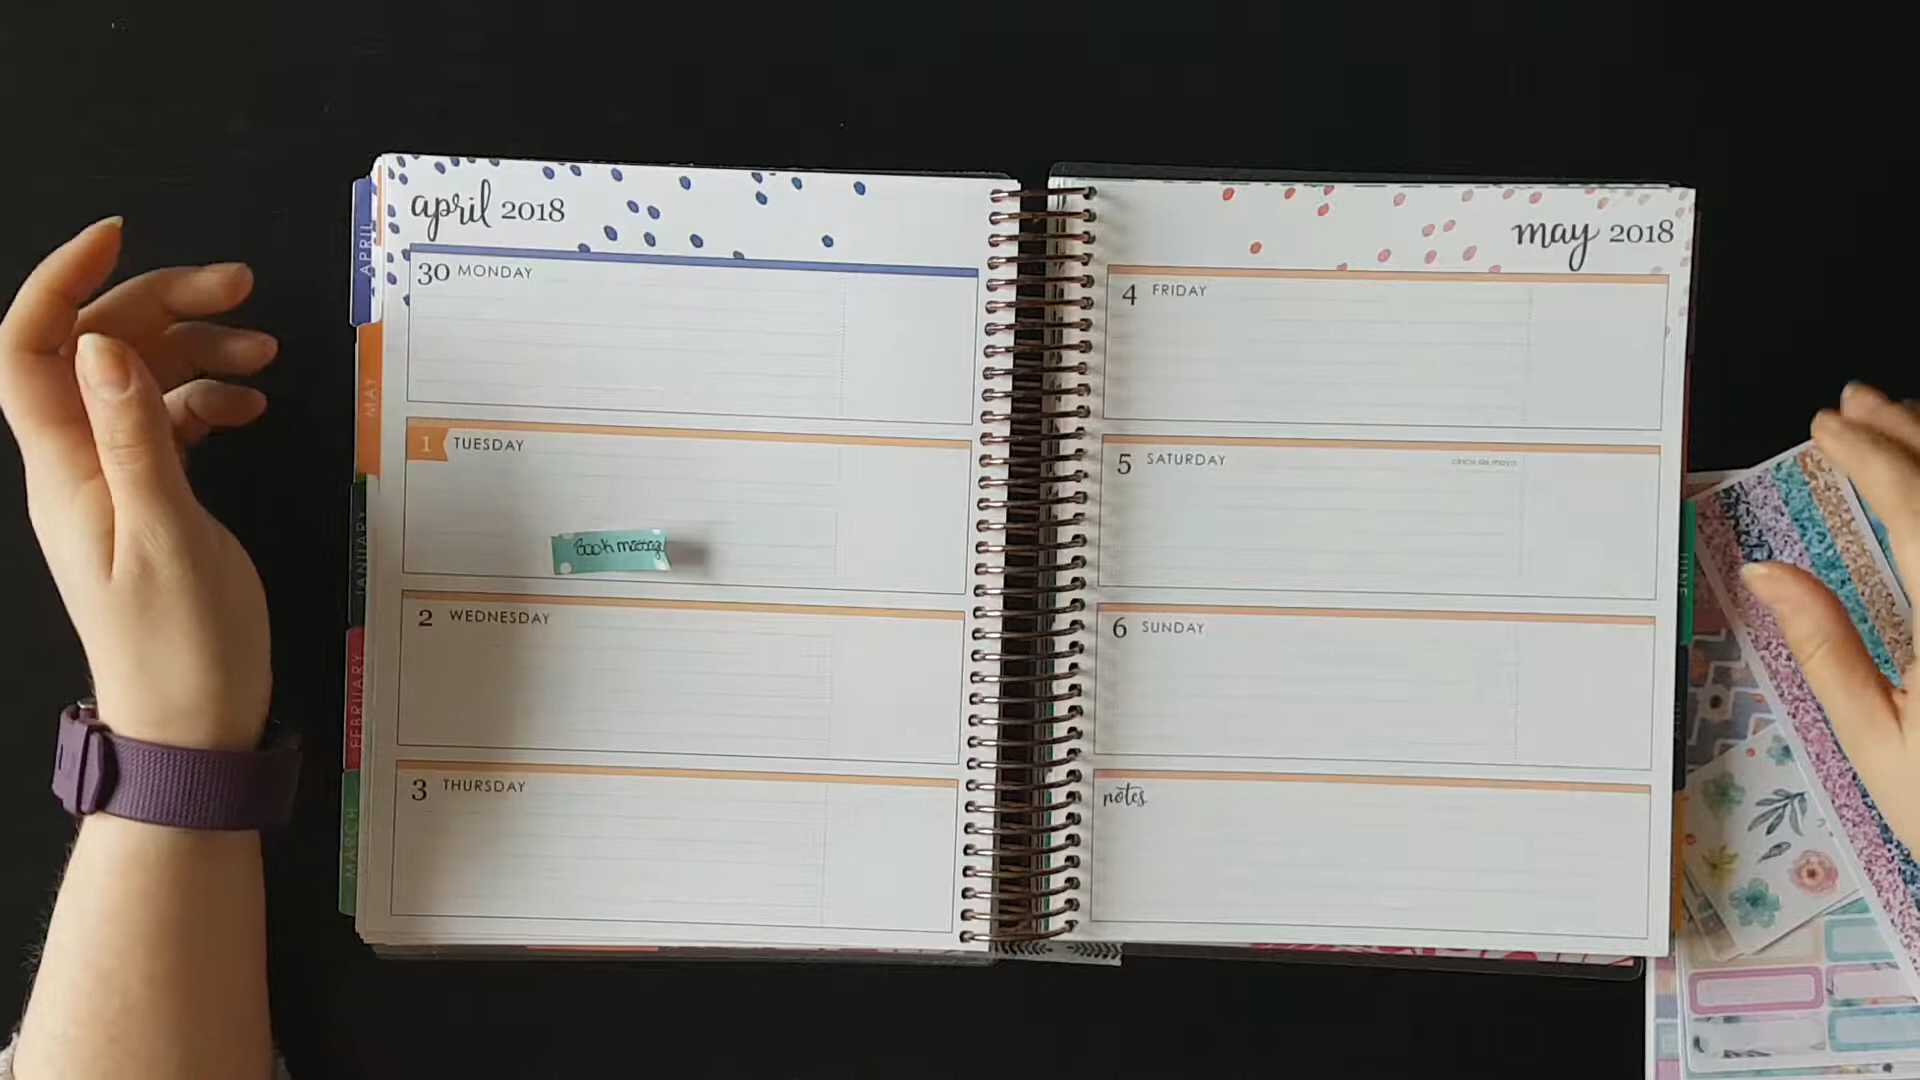 april 2018
30 MONDAY
1 TUESDAY
Book massage
2 WEDNESDAY
3 THURSDAY
may 2018
4 FRIDAY
5 SATURDAY
cinco de mayo
6 SUNDAY
notes
APRIL
MAY
JANUARY
FEBRUARY
MARCH
JUNE